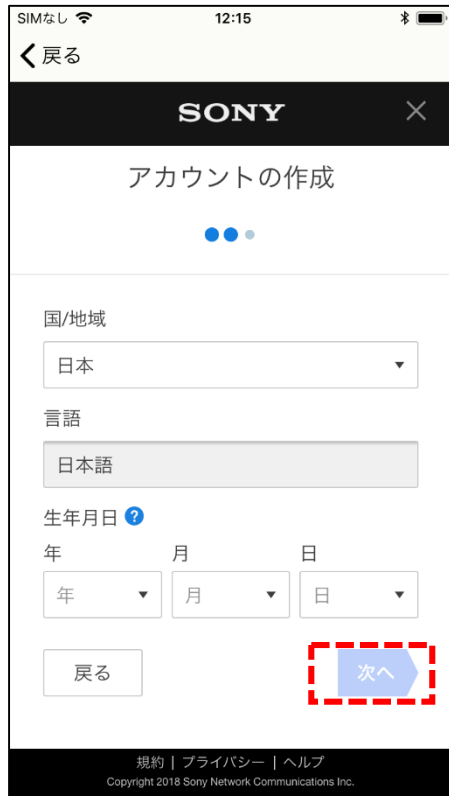 SIMなし 12:15
戻る
SONY
アカウントの作成
国/地域
日本
言語
日本語
生年月日 ?
年 月 日
年 月 日
戻る 次へ
規約 | プライバシー | ヘルプ
Copyright 2018 Sony Network Communications Inc.